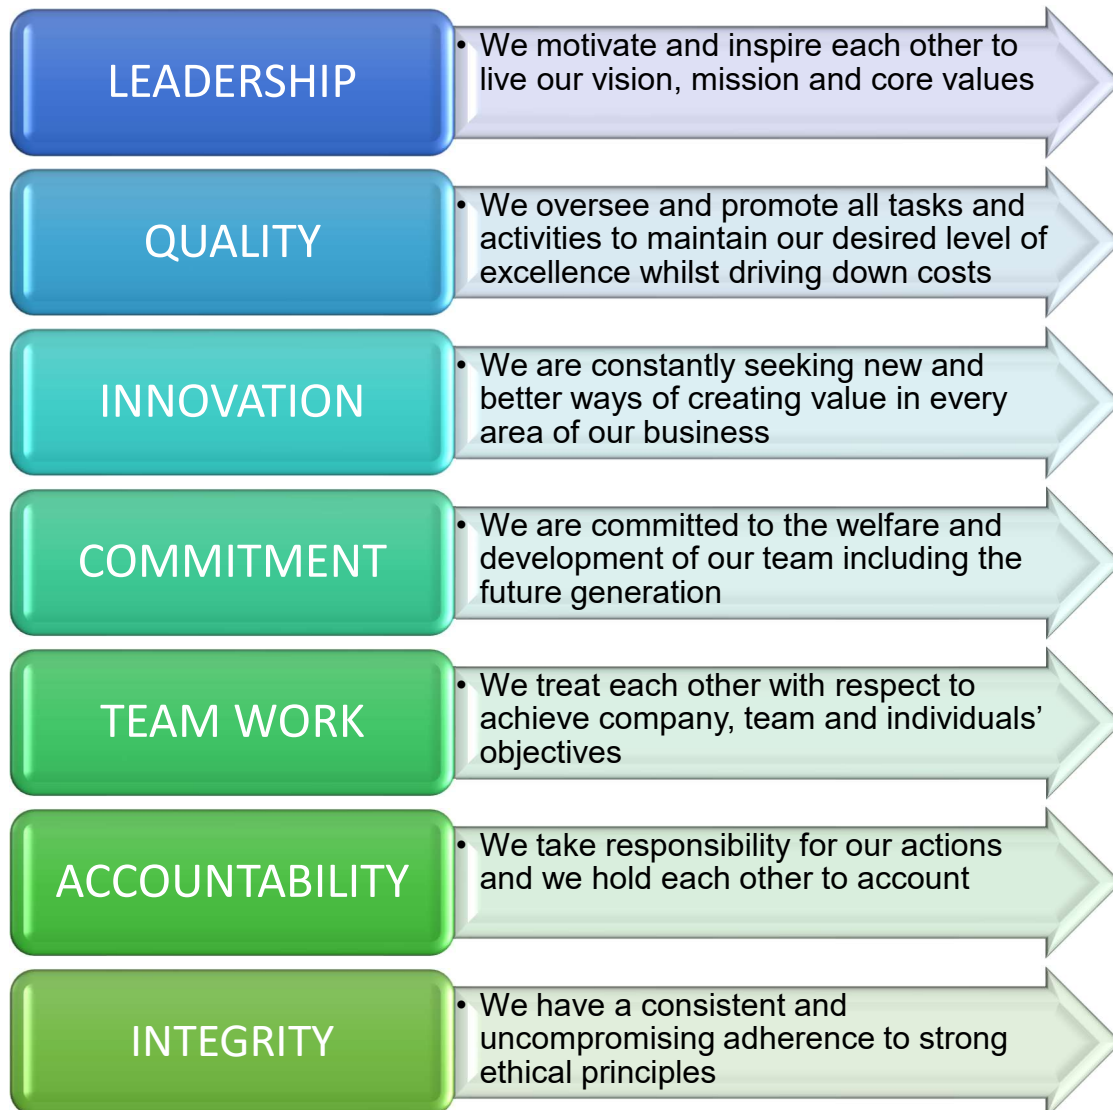 LEADERSHIP
• We motivate and inspire each other to
live our vision, mission and core values
QUALITY
• We oversee and promote all tasks and
activities to maintain our desired level of
excellence whilst driving down costs
INNOVATION
• We are constantly seeking new and
better ways of creating value in every
area of our business
COMMITMENT
• We are committed to the welfare and
development of our team including the
future generation
TEAM WORK
• We treat each other with respect to
achieve company, team and individuals’
objectives
ACCOUNTABILITY
• We take responsibility for our actions
and we hold each other to account
INTEGRITY
• We have a consistent and
uncompromising adherence to strong
ethical principles